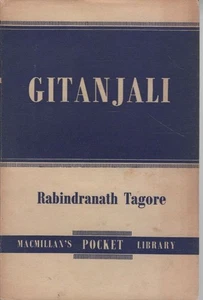 GITANJALI
Rabindranath Tagore
MACMILLAN'S POCKET LIBRARY